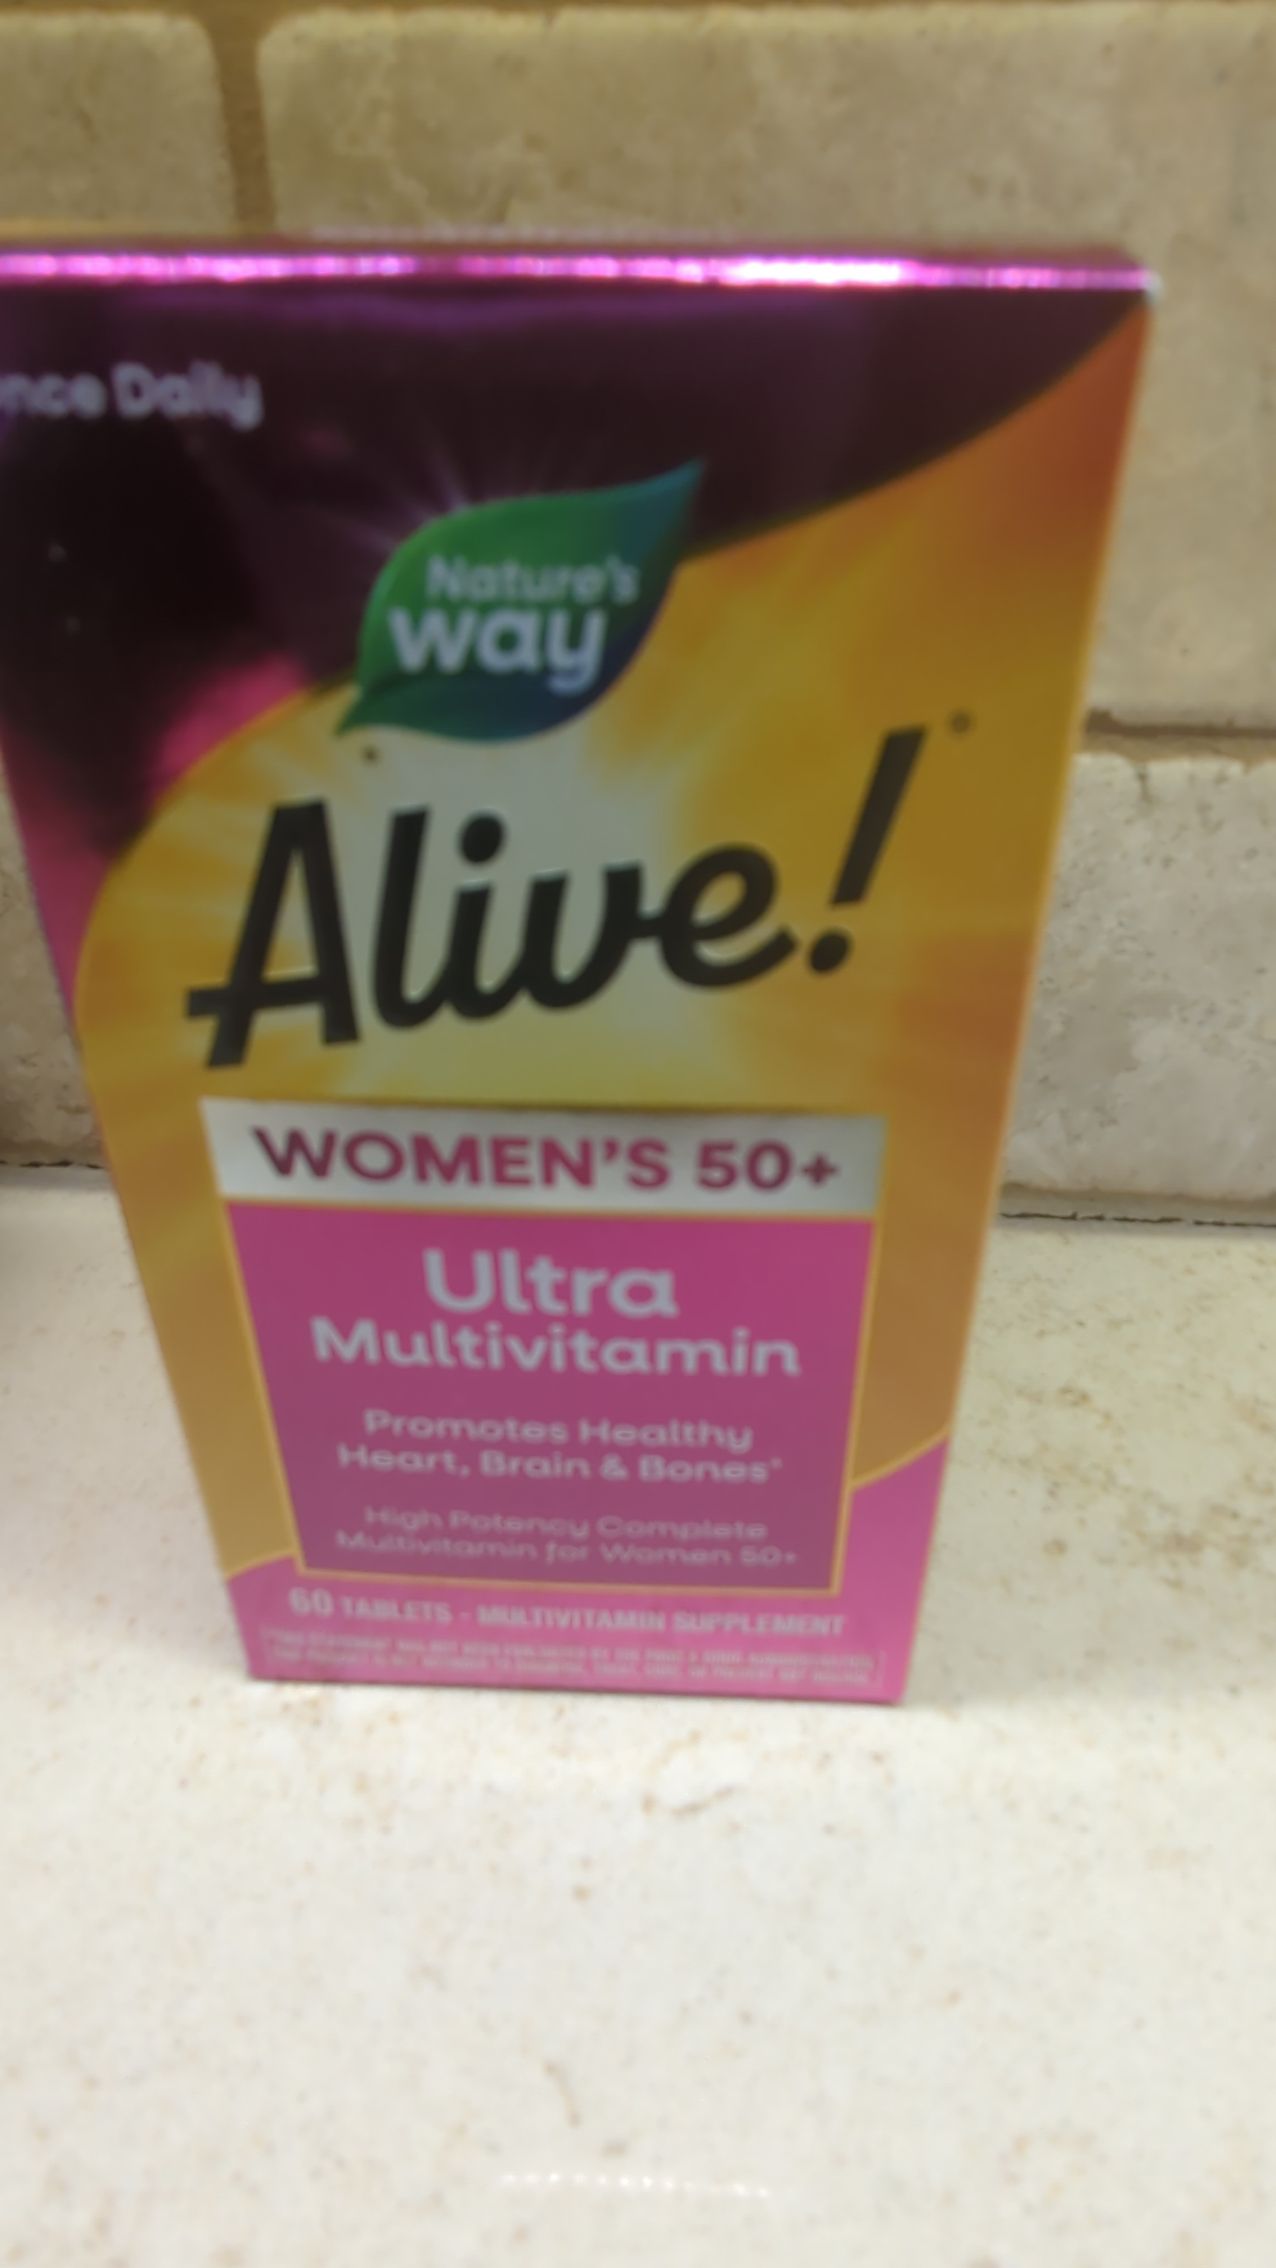 nce Daily
Nature's
way
Alive!
WOMEN'S 50+
Ultra
Multivitamin
Promotes Healthy
Heart, Brain & Bones*
High Potency Complete
Multivitamin for Women 50+
60 TABLETS - MULTIVITAMIN SUPPLEMENT